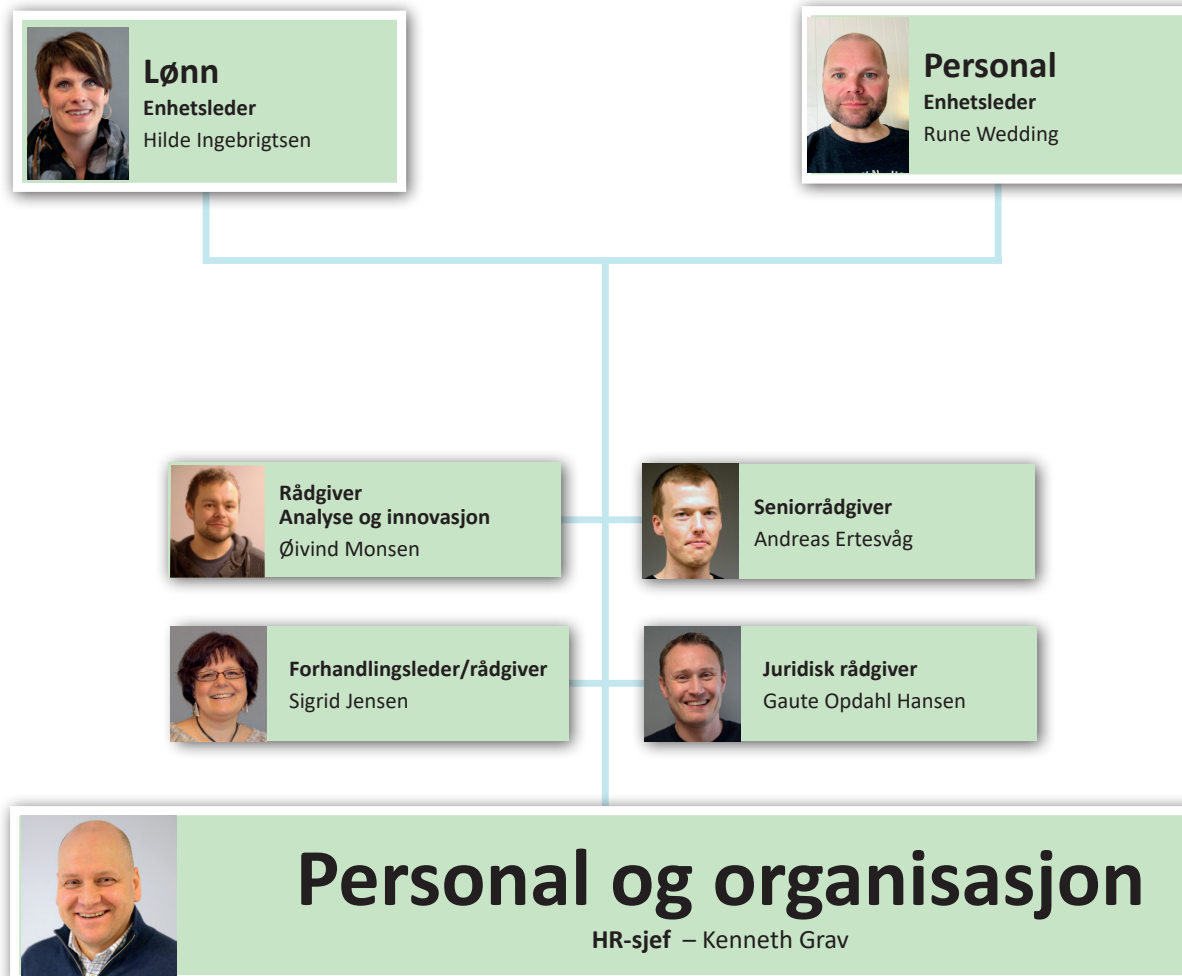 Lønn
Enhetsleder
Hilde Ingebrigtsen
Personal
Enhetsleder
Rune Wedding
Rådgiver
Analyse og innovasjon
Øivind Monsen
Seniorrådgiver
Andreas Ertesvåg
Forhandlingsleder/rådgiver
Sigrid Jensen
Juridisk rådgiver
Gaute Opdahl Hansen
Personal og organisasjon
HR-sjef – Kenneth Grav